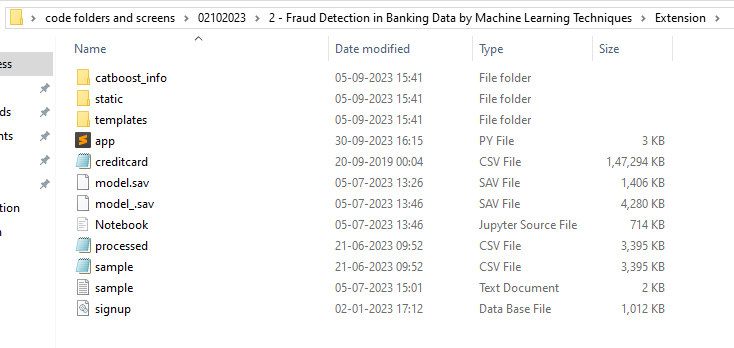 code folders and screens > 02102023 > 2 - Fraud Detection in Banking Data by Machine Learning Techniques > Extension >
Name Date modified Type Size
catboost_info 05-09-2023 15:41 File folder
ess
static 05-09-2023 15:41 File folder
ds
templates 05-09-2023 15:41 File folder
nts
app 30-09-2023 16:15 PY File 3 KB
creditcard 20-09-2019 00:04 CSV File 1,47,294 KB
model.sav 05-07-2023 13:26 SAV File 1,406 KB
model_.sav 05-07-2023 13:46 SAV File 4,280 KB
tion
Notebook 05-07-2023 13:46 Jupyter Source File 714 KB
processed 21-06-2023 09:52 CSV File 3,395 KB
sample 21-06-2023 09:52 CSV File 3,395 KB
sample 05-07-2023 15:01 Text Document 2 KB
signup 02-01-2023 17:12 Data Base File 1,012 KB